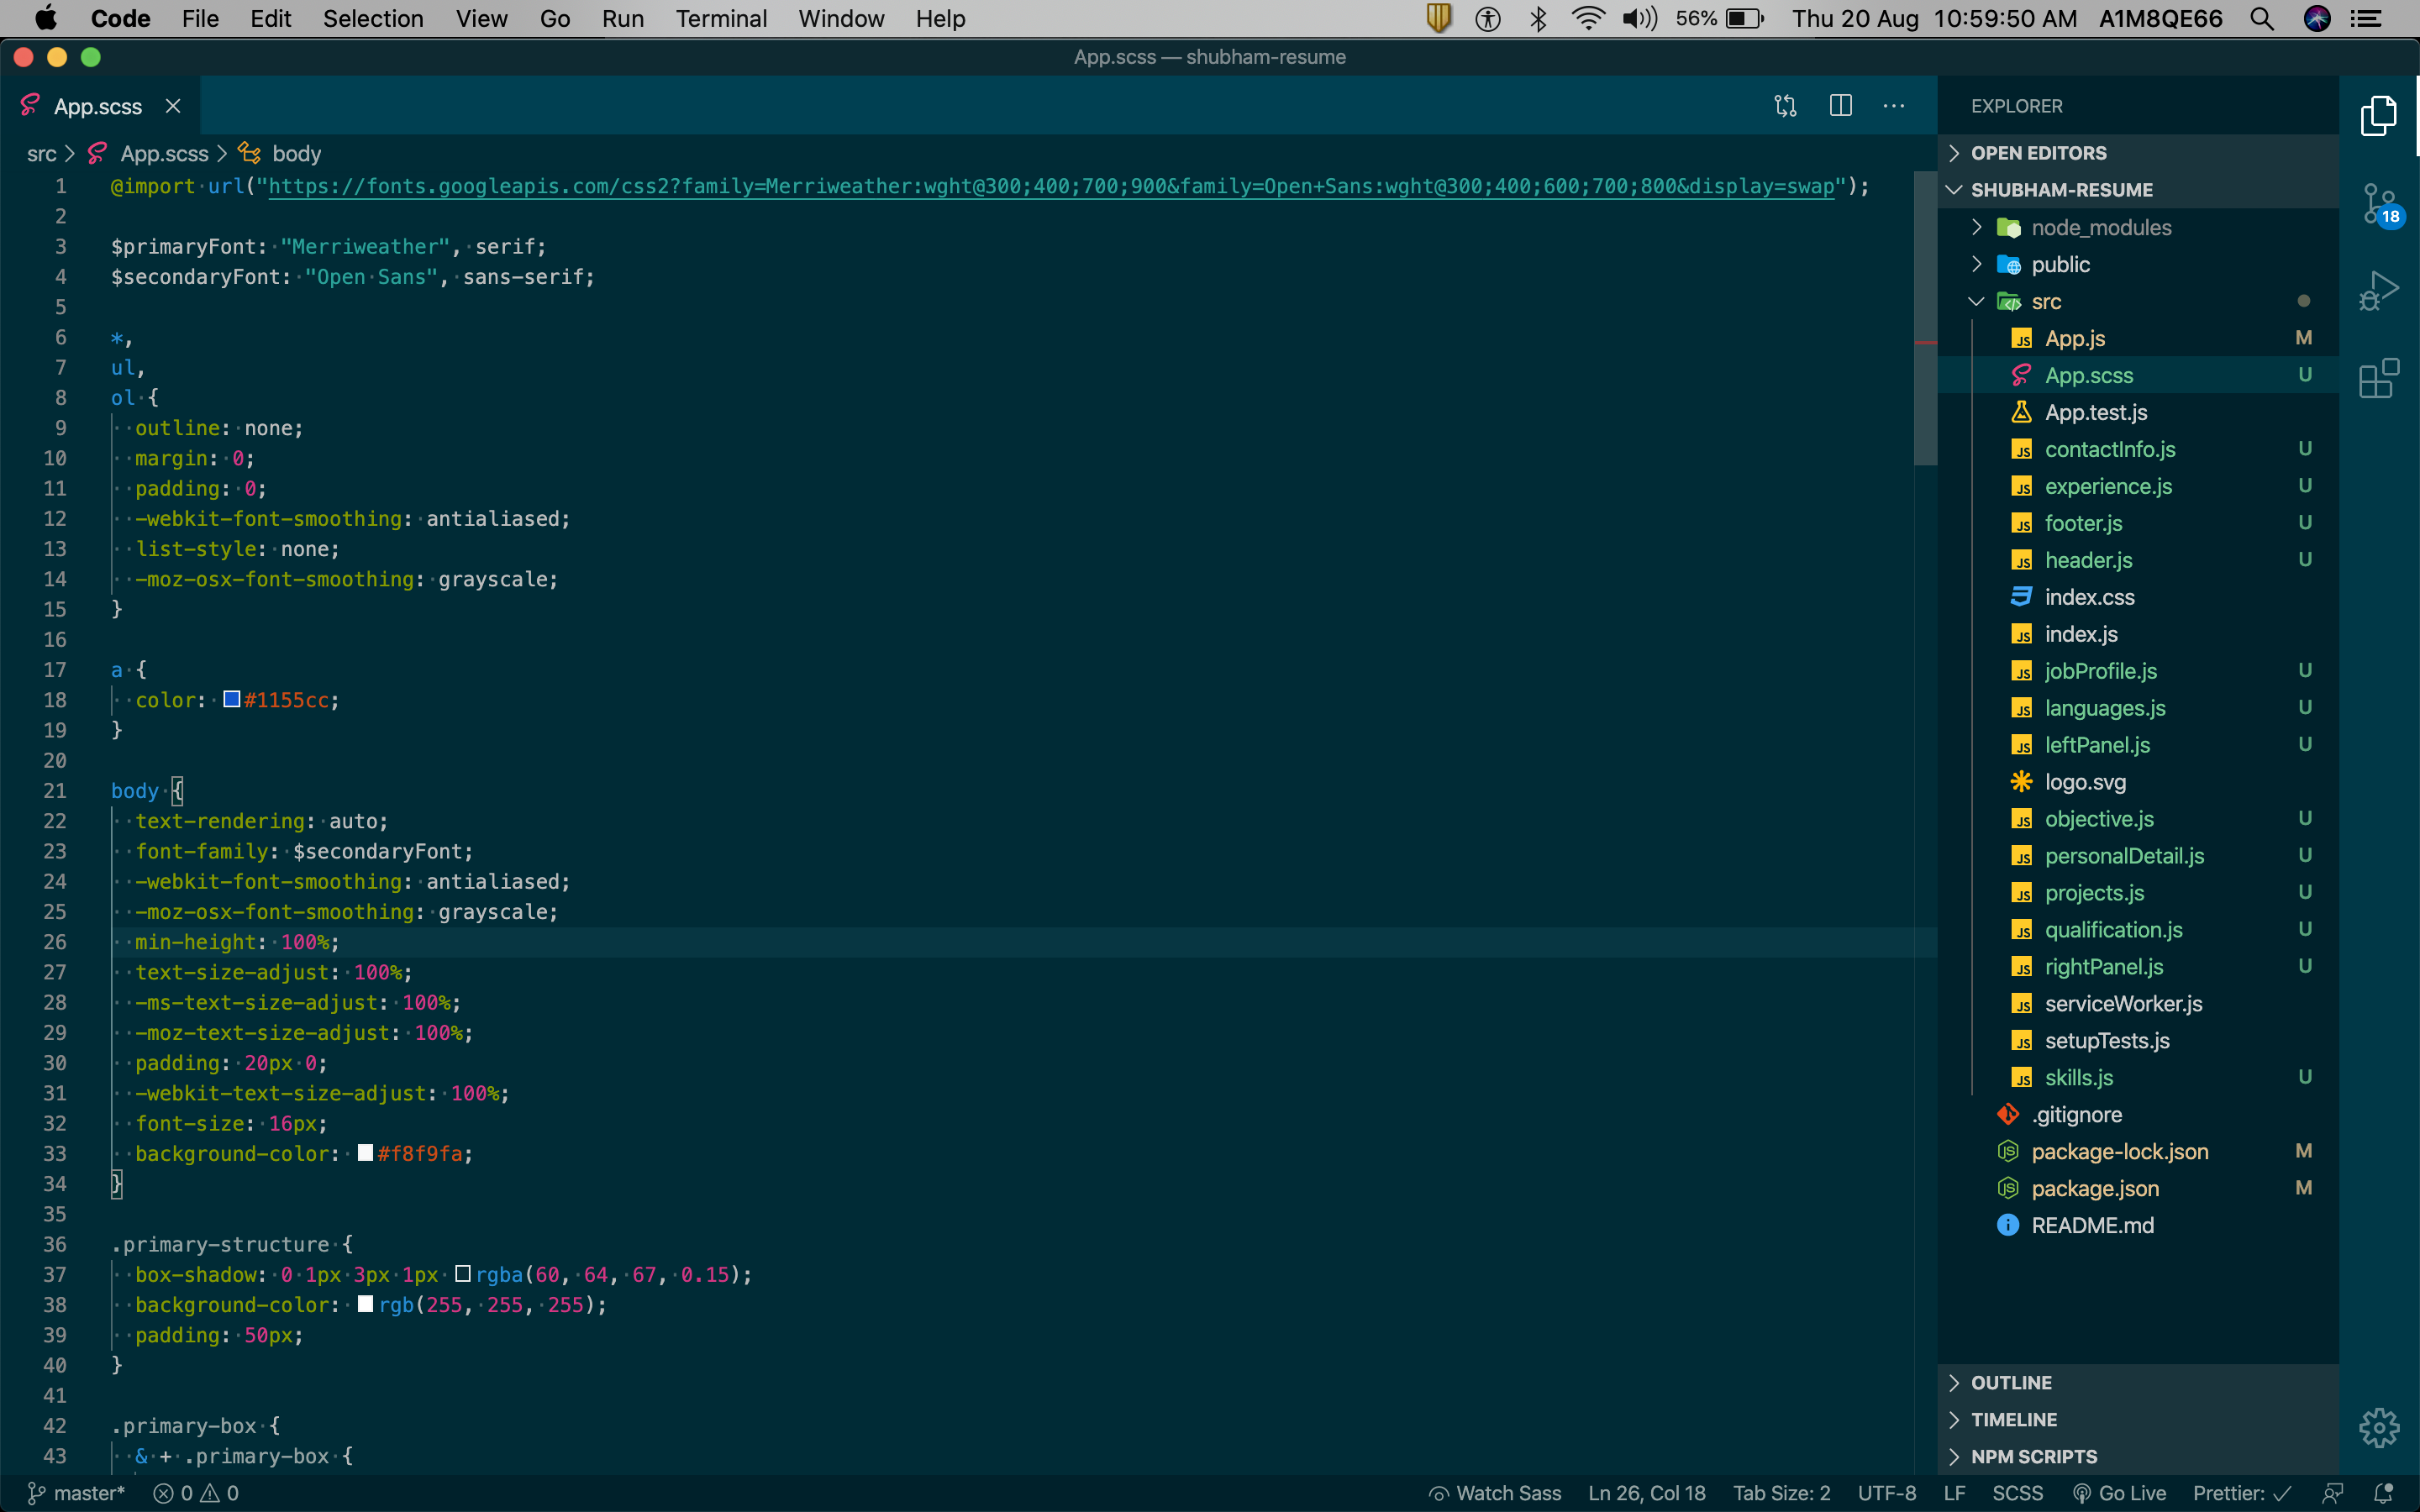 Code File Edit Selection View Go Run Terminal Window Help 56% Thu 20 Aug 10:59:50 AM A1M8QE66
App.scss — shubham-resume
App.scss
src > App.scss > body
1 @import url("https://fonts.googleapis.com/css2?family=Merriweather:wght@300;400;700;900&family=Open+Sans:wght@300;400;600;700;800&display=swap");
2
3 $primaryFont: "Merriweather", serif;
4 $secondaryFont: "Open Sans", sans-serif;
5
6 *,
7 ul,
8 ol {
9 outline: none;
10 margin: 0;
11 padding: 0;
12 -webkit-font-smoothing: antialiased;
13 list-style: none;
14 -moz-osx-font-smoothing: grayscale;
15 }
16
17 a {
18 color: #1155cc;
19 }
20
21 body {
22 text-rendering: auto;
23 font-family: $secondaryFont;
24 -webkit-font-smoothing: antialiased;
25 -moz-osx-font-smoothing: grayscale;
26 min-height: 100%;
27 text-size-adjust: 100%;
28 -ms-text-size-adjust: 100%;
29 -moz-text-size-adjust: 100%;
30 padding: 20px 0;
31 -webkit-text-size-adjust: 100%;
32 font-size: 16px;
33 background-color: #f8f9fa;
34 }
35
36 .primary-structure {
37 box-shadow: 0 1px 3px 1px rgba(60, 64, 67, 0.15);
38 background-color: rgb(255, 255, 255);
39 padding: 50px;
40 }
41
42 .primary-box {
43 & + .primary-box {
EXPLORER
OPEN EDITORS
SHUBHAM-RESUME
node_modules
public
src
App.js M
App.scss U
App.test.js
contactInfo.js U
experience.js U
footer.js U
header.js U
index.css
index.js
jobProfile.js U
languages.js U
leftPanel.js U
logo.svg
objective.js U
personalDetail.js U
projects.js U
qualification.js U
rightPanel.js U
serviceWorker.js
setupTests.js
skills.js U
.gitignore
package-lock.json M
package.json M
README.md
OUTLINE
TIMELINE
NPM SCRIPTS
18
master* 0 0 Watch Sass Ln 26, Col 18 Tab Size: 2 UTF-8 LF SCSS Go Live Prettier: ✓